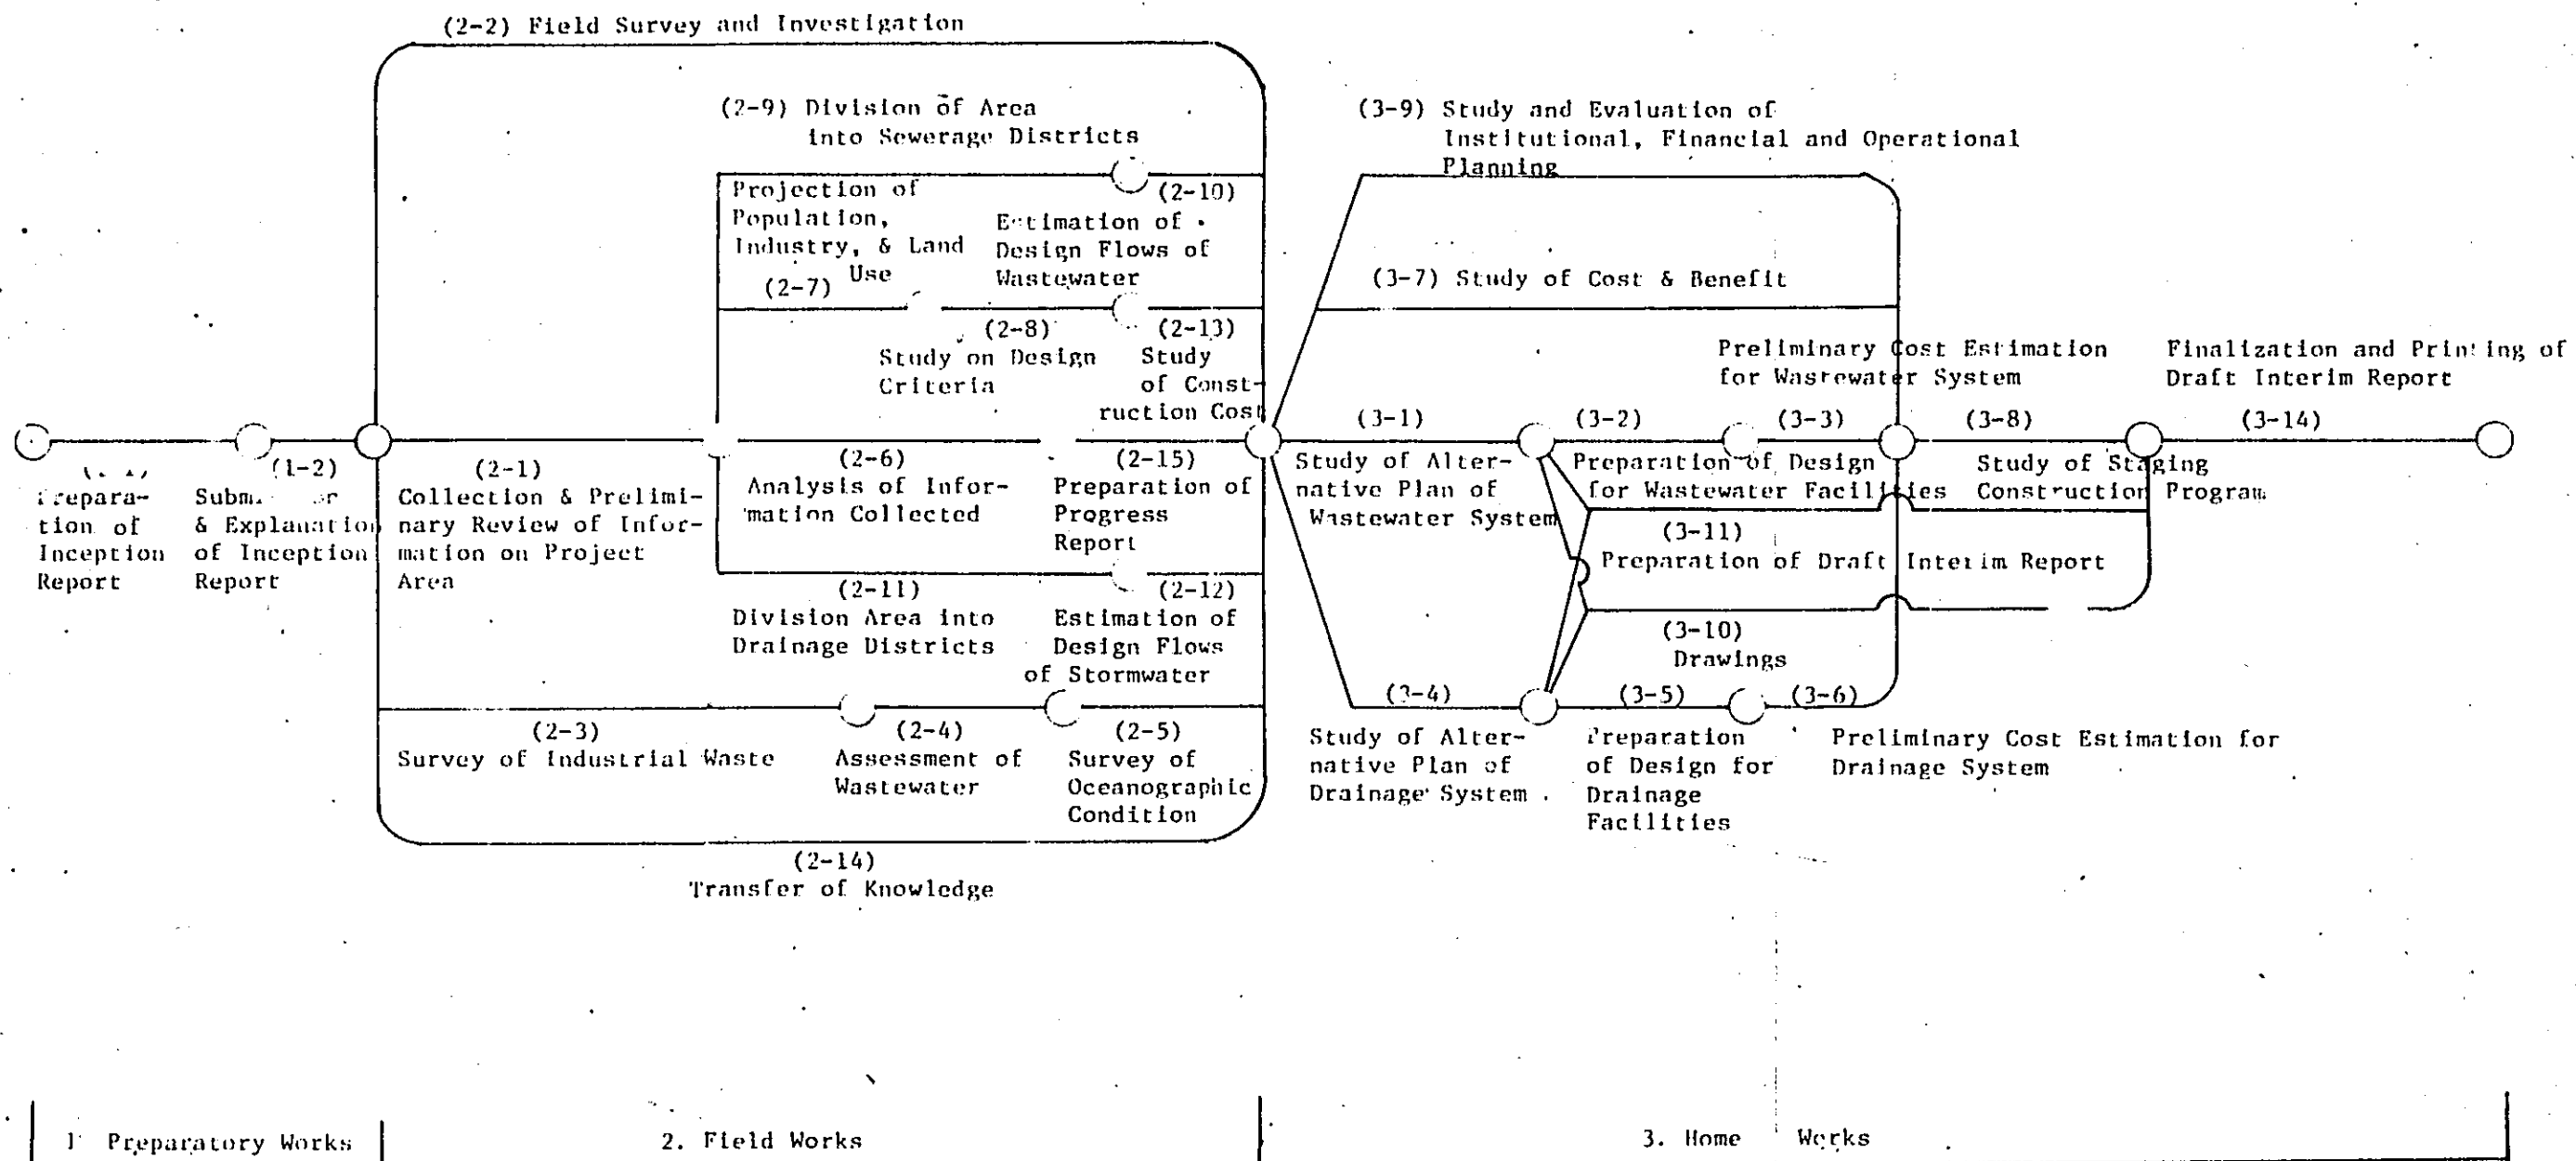 (2-2) Field Survey and Investigation
(2-9) Division of Area
into Sewerage Districts
(2-10)
Projection of
Population,
Industry, & Land
Use
(2-7)
Estimation of
Design Flows of
Wastewater
(2-8)
Study on Design
Criteria
(2-13)
Study
of Const-
ruction Cost
(1-2)
Prepara-
tion of
Inception
Report
& Explanation
of Inception
Report
(2-1)
Collection & Prelimi-
nary Review of Infor-
mation on Project
Area
(2-6)
Analysis of Infor-
mation Collected
(2-15)
Preparation of
Progress
Report
(2-11)
Division Area into
Drainage Districts
(2-12)
Estimation of
Design Flows
of Stormwater
(2-3)
Survey of Industrial Waste
(2-4)
Assessment of
Wastewater
(2-5)
Survey of
Oceanographic
Condition
(2-14)
Transfer of Knowledge
(3-9) Study and Evaluation of
Institutional, Financial and Operational
Planning
(3-7) Study of Cost & Benefit
Preliminary Cost Estimation
for Wastewater System
Finalization and Printing of
Draft Interim Report
(3-1)
Study of Alter-
native Plan of
Wastewater System
(3-2)
Preparation of Design
for Wastewater Facilities
(3-3)
(3-8)
Study of Staging
Construction Program
(3-14)
(3-11)
Preparation of Draft Interim Report
(3-10)
Drawings
(3-4)
Study of Alter-
native Plan of
Drainage System
(3-5)
Preparation
of Design for
Drainage
Facilities
(3-6)
Preliminary Cost Estimation for
Drainage System
1 Preparatory Works
2. Field Works
3. Home Works